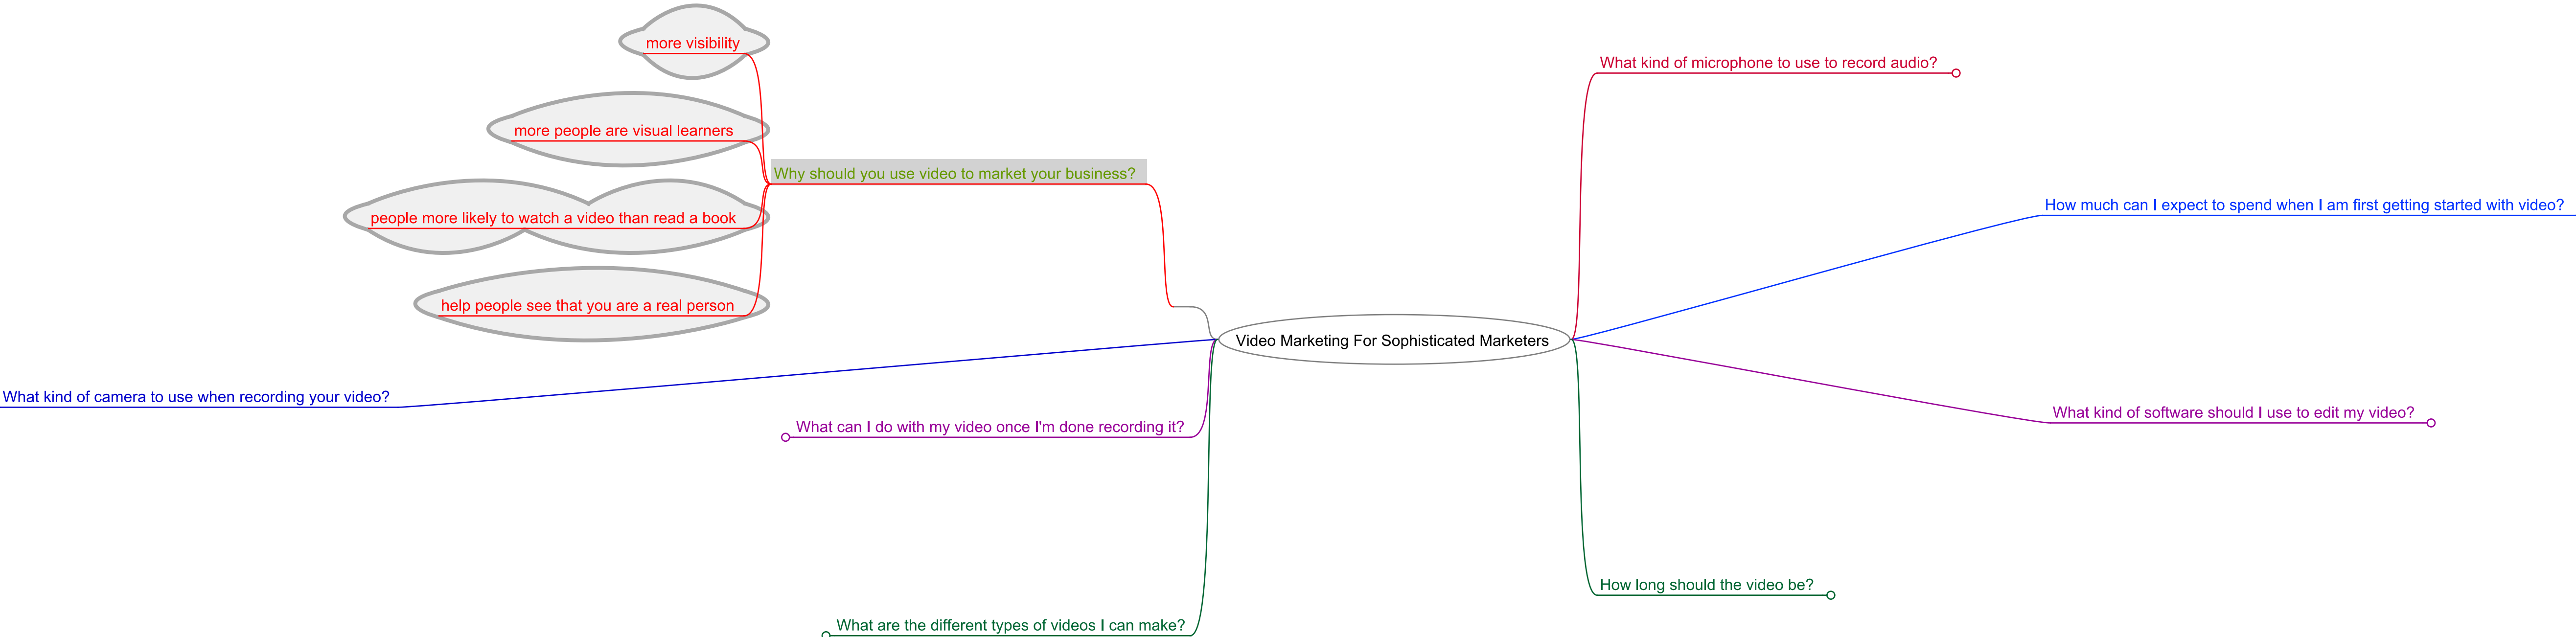 more visibility
more people are visual learners
Why should you use video to market your business?
people more likely to watch a video than read a book
help people see that you are a real person
What kind of camera to use when recording your video?
What can I do with my video once I'm done recording it?
What are the different types of videos I can make?
Video Marketing For Sophisticated Marketers
What kind of microphone to use to record audio?
How much can I expect to spend when I am first getting started with video?
What kind of software should I use to edit my video?
How long should the video be?